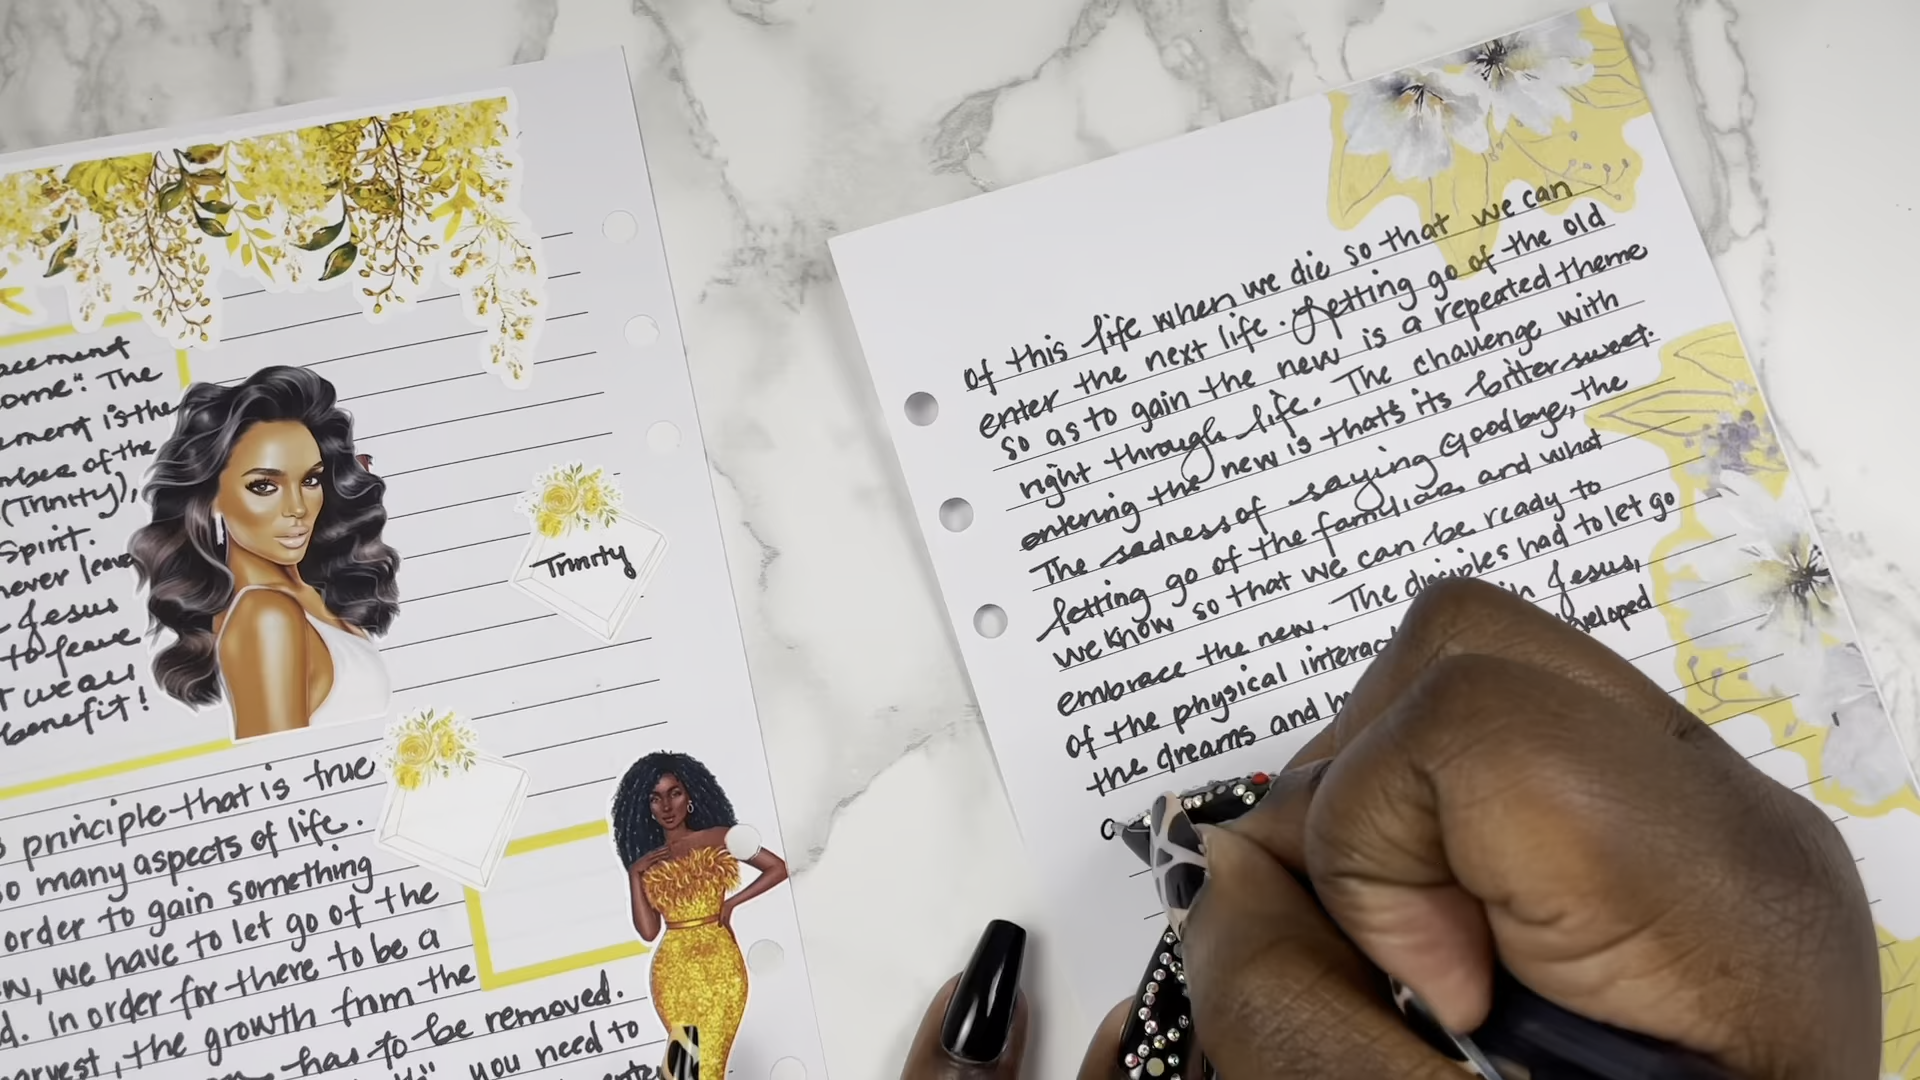 acement
ome". The
ement is the
mber of the
(Trinity),
Spirit.
never leave
Jesus
to leave
t we all
benefit!
Trinity
s principle that is true
so many aspects of life.
order to gain something
ew, we have to let go of the
d. In order for there to be a
arvest, the growth from the
has to be removed.
you need to
of this life when we die so that we can
enter the next life. Letting go of the old
so as to gain the new is a repeated theme
right through life. The challenge with
entering the new is that's its bittersweet.
The sadness of saying Goodbye, the
letting go of the familiar and what
we know so that we can be ready to
embrace the new. The disciples had to let go
of the physical interac Jesus,
the dreams and h veloped